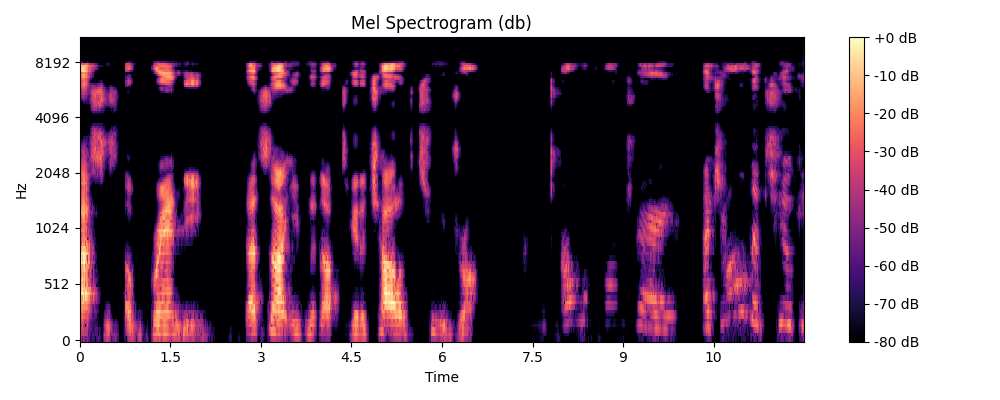 Mel Spectrogram (db)
8192
4096
2048
1024
512
0
Hz
0 1.5 3 4.5 6 7.5 9 10
Time
+0 dB
-10 dB
-20 dB
-30 dB
-40 dB
-50 dB
-60 dB
-70 dB
-80 dB